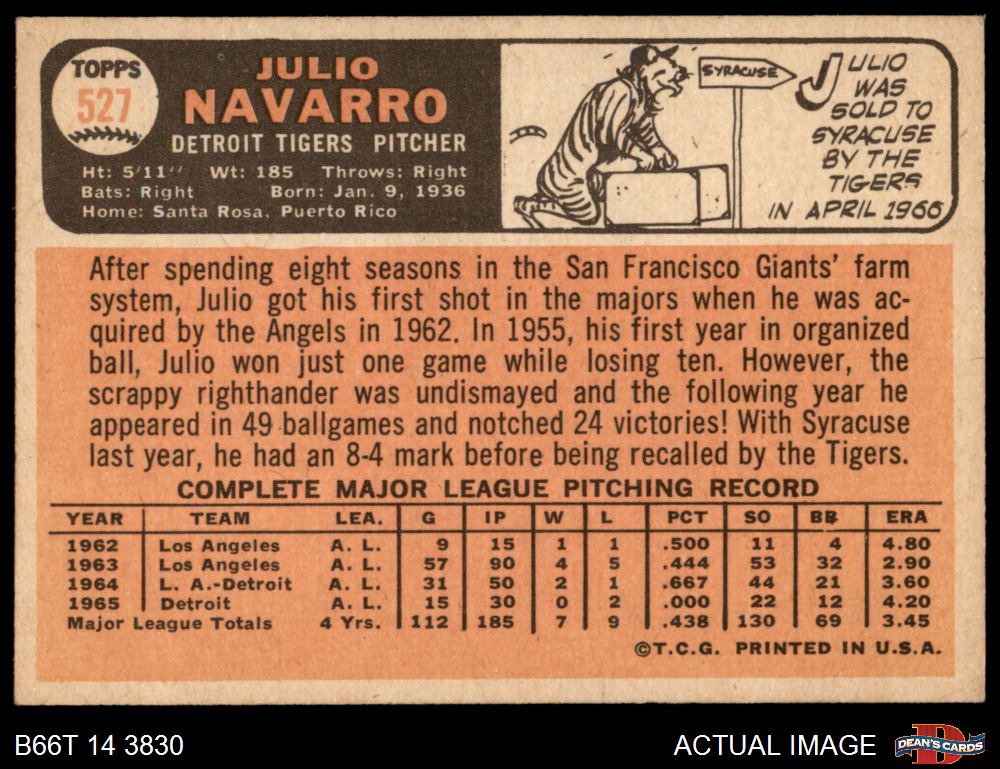 TOPPS
527
JULIO
NAVARRO
DETROIT TIGERS PITCHER
Ht: 5'11" Wt: 185 Throws: Right
Bats: Right Born: Jan. 9, 1936
Home: Santa Rosa, Puerto Rico
SYRACUSE
JULIO
WAS
SOLD TO
SYRACUSE
BY THE
TIGERS
IN APRIL 1966
After spending eight seasons in the San Francisco Giants' farm
system, Julio got his first shot in the majors when he was ac-
quired by the Angels in 1962. In 1955, his first year in organized
ball, Julio won just one game while losing ten. However, the
scrappy righthander was undismayed and the following year he
appeared in 49 ballgames and notched 24 victories! With Syracuse
last year, he had an 8-4 mark before being recalled by the Tigers.
COMPLETE MAJOR LEAGUE PITCHING RECORD
YEAR TEAM LEA. G IP W L PCT SO BB ERA
1962 Los Angeles A. L. 9 15 1 1 .500 11 4 4.80
1963 Los Angeles A. L. 57 90 4 5 .444 53 32 2.90
1964 L. A.-Detroit A. L. 31 50 2 1 .667 44 21 3.60
1965 Detroit A. L. 15 30 0 2 .000 22 12 4.20
Major League Totals 4 Yrs. 112 185 7 9 .438 130 69 3.45
©T.C.G. PRINTED IN U.S.A.
B66T 14 3830
ACTUAL IMAGE
D
DEAN'S CARDS